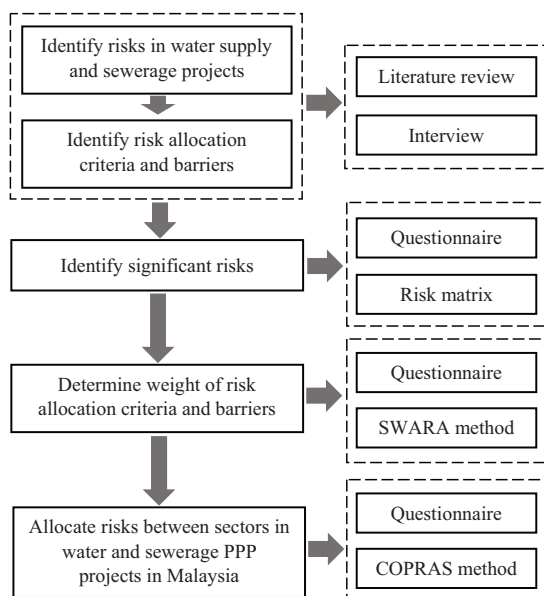 Identify risks in water supply
and sewerage projects
Identify risk allocation
criteria and barriers
Literature review
Interview
Identify significant risks
Questionnaire
Risk matrix
Determine weight of risk
allocation criteria and barriers
Questionnaire
SWARA method
Allocate risks between sectors in
water and sewerage PPP
projects in Malaysia
Questionnaire
COPRAS method